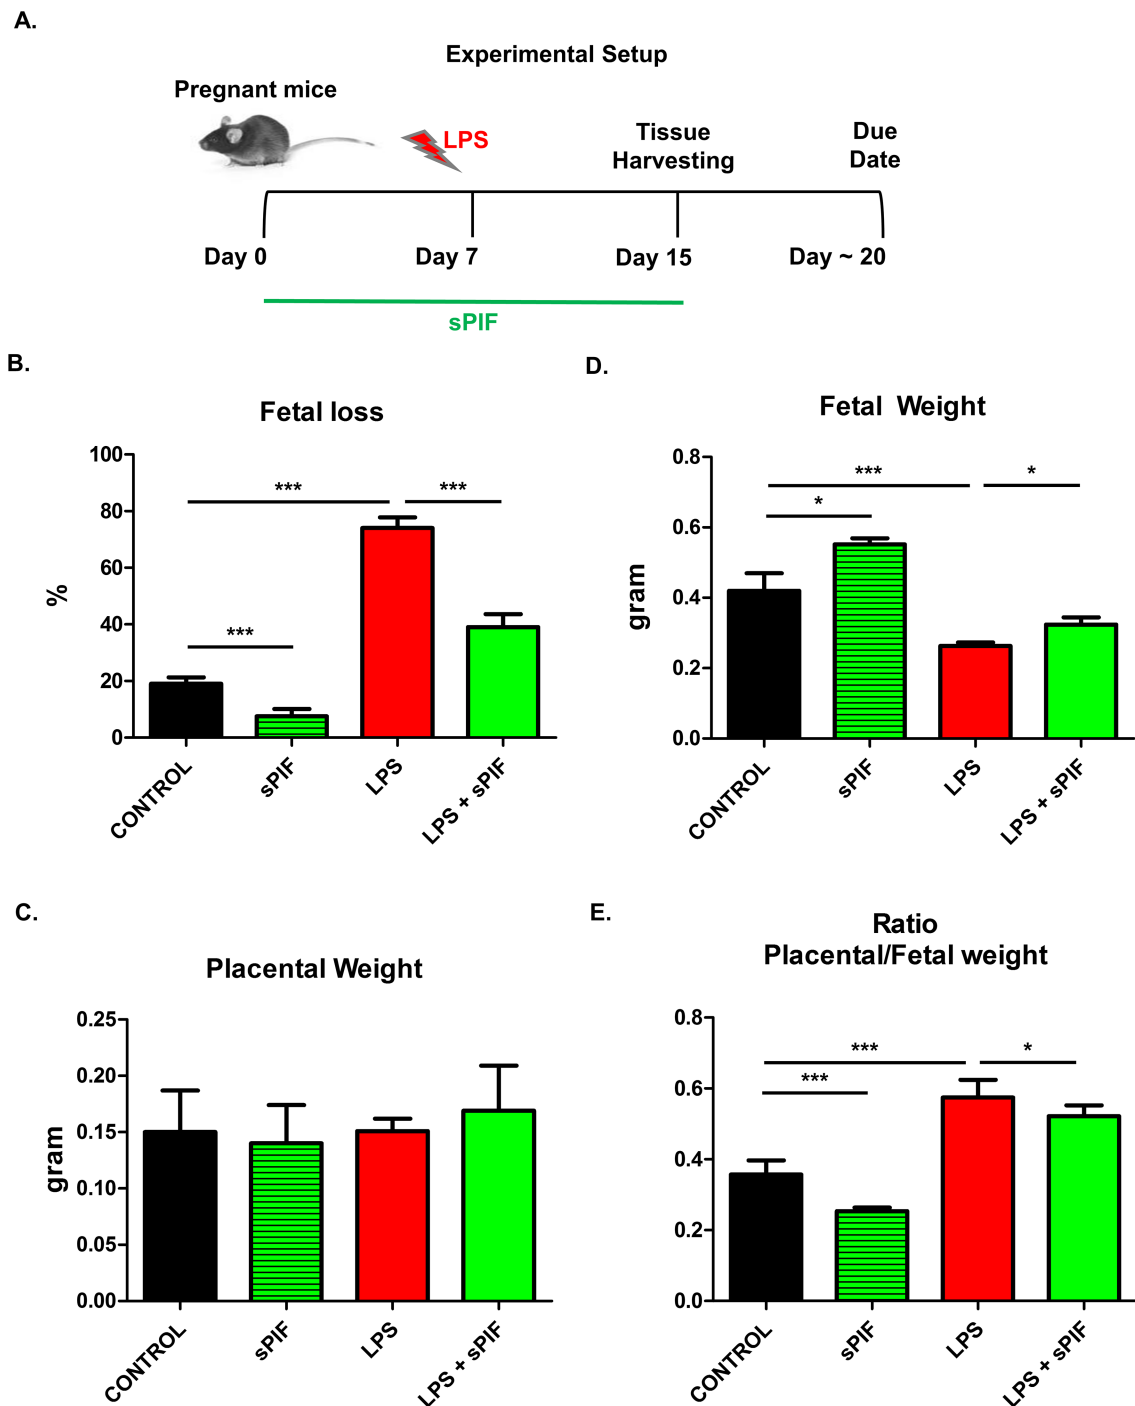 A.
Experimental Setup
Pregnant mice
LPS
Tissue
Harvesting
Due
Date
Day 0
Day 7
Day 15
Day ~ 20
sPIF
B.
Fetal loss
100
80
60
40
20
0
%
***
***
***
CONTROL
sPIF
LPS
LPS + sPIF
D.
Fetal Weight
0.8
0.6
0.4
0.2
0.0
gram
***
*
*
CONTROL
sPIF
LPS
LPS + sPIF
C.
Placental Weight
0.25
0.20
0.15
0.10
0.05
0.00
gram
CONTROL
sPIF
LPS
LPS + sPIF
E.
Ratio
Placental/Fetal weight
0.8
0.6
0.4
0.2
0.0
***
*
***
CONTROL
sPIF
LPS
LPS + sPIF